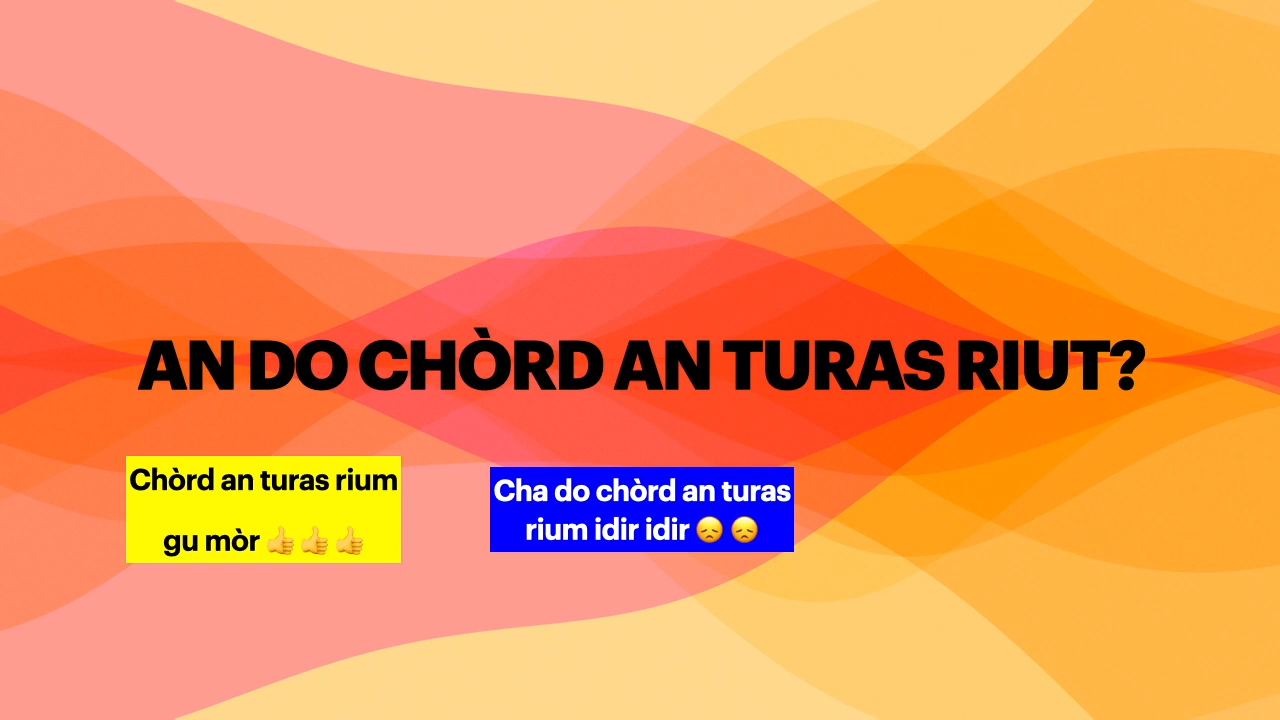 AN DO CHÒRD AN TURAS RIUT?
Chòrd an turas rium
gu mòr 👍👍👍
Cha do chòrd an turas
rium idir idir 😞😞